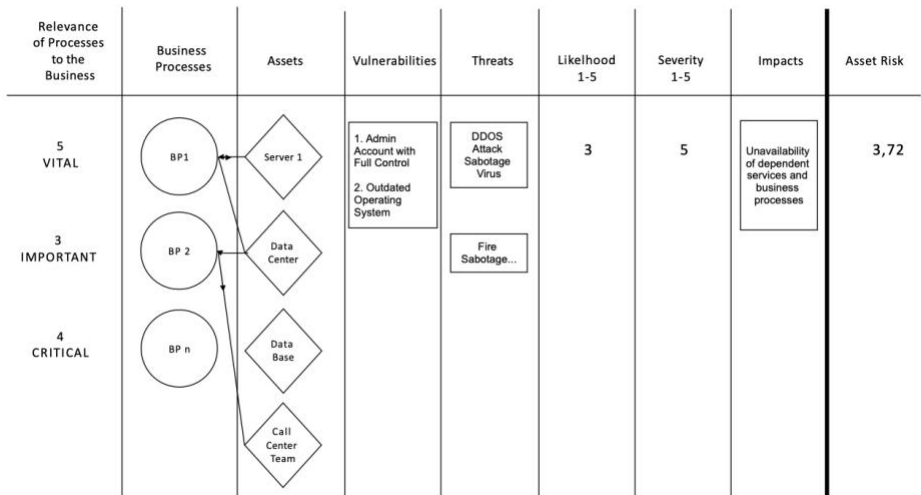 Relevance
of Processes
to the
Business
Business
Processes
Assets
Vulnerabilities
Threats
Likelhood
1-5
Severity
1-5
Impacts
Asset Risk
5
VITAL
BP1
Server 1
1. Admin
Account with
Full Control
2. Outdated
Operating
System
DDOS
Attack
Sabotage
Virus
3
5
Unavailability
of dependent
services and
business
processes
3,72
3
IMPORTANT
BP 2
Data
Center
Fire
Sabotage...
4
CRITICAL
BP n
Data
Base
Call
Center
Team